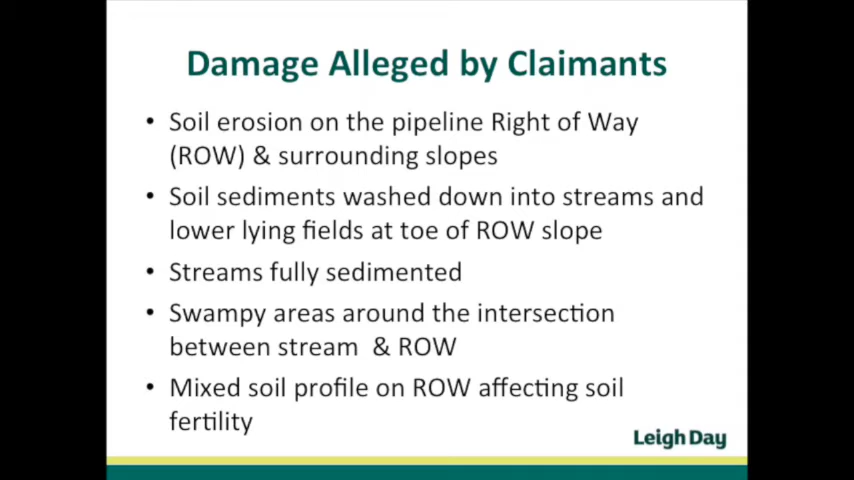 Damage Alleged by Claimants
• Soil erosion on the pipeline Right of Way
(ROW) & surrounding slopes
• Soil sediments washed down into streams and
lower lying fields at toe of ROW slope
• Streams fully sedimented
• Swampy areas around the intersection
between stream & ROW
• Mixed soil profile on ROW affecting soil
fertility
Leigh Day